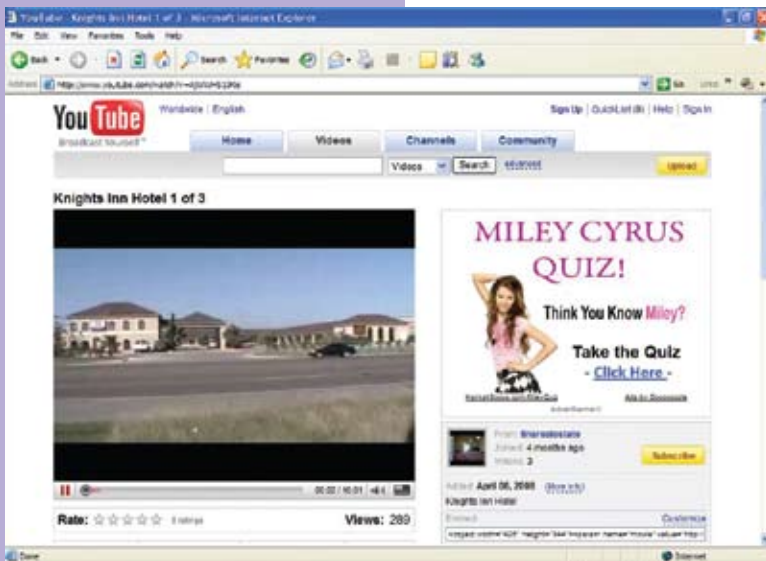 YouTube - Knights Inn Hotel 1 of 3 - Microsoft Internet Explorer
File Edit View Favorites Tools Help
Back Search Favorites
Address Go
YouTube
Worldwide | English
Sign Up | QuickList (0) | Help | Sign In
Broadcast Yourself™
Home Videos Channels Community
Videos Search advanced Upload
Knights Inn Hotel 1 of 3
MILEY CYRUS
QUIZ!
Think You Know Miley?
Take the Quiz
- Click Here -
Advertisement
From:
Joined: 4 months ago
Videos: 3
Subscribe
Added: April 08, 2008 (More info)
Knights Inn Hotel
Embed: Customize
Rate: 0 ratings Views: 289
Done Internet